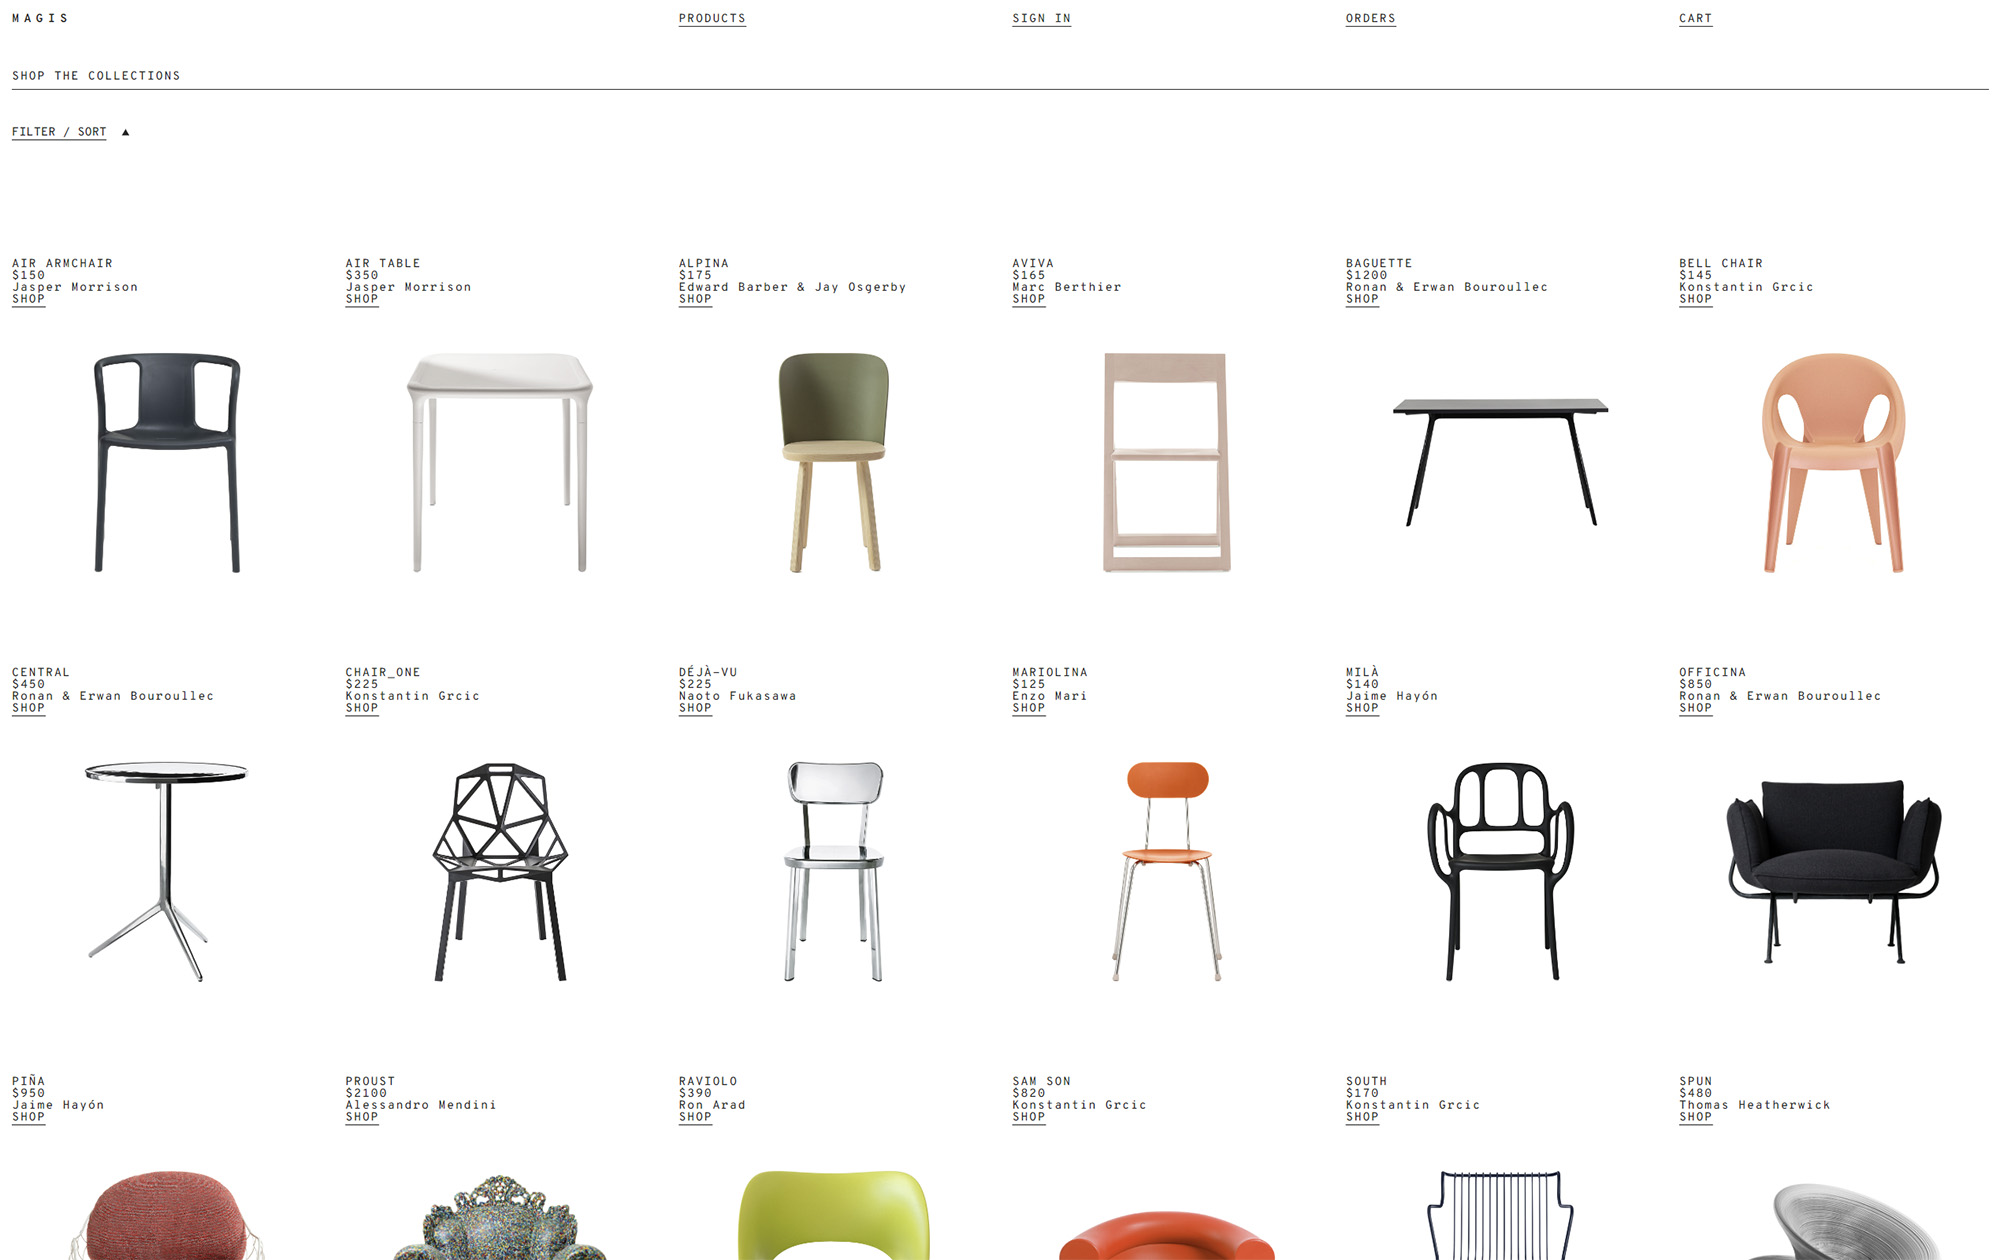 MAGIS
PRODUCTS
SIGN IN
ORDERS
CART
SHOP THE COLLECTIONS
FILTER / SORT ▲
AIR ARMCHAIR
$150
Jasper Morrison
SHOP
AIR TABLE
$350
Jasper Morrison
SHOP
ALPINA
$175
Edward Barber & Jay Osgerby
SHOP
AVIVA
$165
Marc Berthier
SHOP
BAGUETTE
$1200
Ronan & Erwan Bouroullec
SHOP
BELL CHAIR
$145
Konstantin Grcic
SHOP
CENTRAL
$450
Ronan & Erwan Bouroullec
SHOP
CHAIR_ONE
$225
Konstantin Grcic
SHOP
DÉJÀ-VU
$225
Naoto Fukasawa
SHOP
MARIOLINA
$125
Enzo Mari
SHOP
MILÀ
$140
Jaime Hayón
SHOP
OFFICINA
$850
Ronan & Erwan Bouroullec
SHOP
PIÑA
$950
Jaime Hayón
SHOP
PROUST
$2100
Alessandro Mendini
SHOP
RAVIOLO
$390
Ron Arad
SHOP
SAM SON
$820
Konstantin Grcic
SHOP
SOUTH
$170
Konstantin Grcic
SHOP
SPUN
$480
Thomas Heatherwick
SHOP